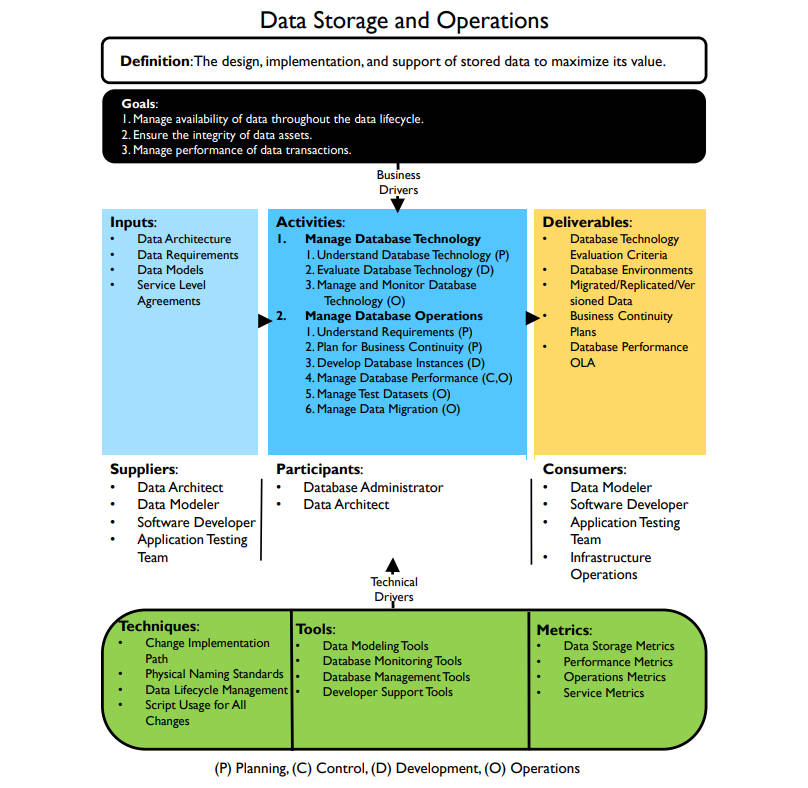 Data Storage and Operations
Definition: The design, implementation, and support of stored data to maximize its value.
Goals:
1. Manage availability of data throughout the data lifecycle.
2. Ensure the integrity of data assets.
3. Manage performance of data transactions.
Business
Drivers
Inputs:
• Data Architecture
• Data Requirements
• Data Models
• Service Level
Agreements
Activities:
1. Manage Database Technology
1. Understand Database Technology (P)
2. Evaluate Database Technology (D)
3. Manage and Monitor Database
Technology (O)
2. Manage Database Operations
1. Understand Requirements (P)
2. Plan for Business Continuity (P)
3. Develop Database Instances (D)
4. Manage Database Performance (C,O)
5. Manage Test Datasets (O)
6. Manage Data Migration (O)
Deliverables:
• Database Technology
Evaluation Criteria
• Database Environments
• Migrated/Replicated/Ver
sioned Data
• Business Continuity
Plans
• Database Performance
OLA
Suppliers:
• Data Architect
• Data Modeler
• Software Developer
• Application Testing
Team
Participants:
• Database Administrator
• Data Architect
Consumers:
• Data Modeler
• Software Developer
• Application Testing
Team
• Infrastructure
Operations
Technical
Drivers
Techniques:
• Change Implementation
Path
• Physical Naming Standards
• Data Lifecycle Management
• Script Usage for All
Changes
Tools:
• Data Modeling Tools
• Database Monitoring Tools
• Database Management Tools
• Developer Support Tools
Metrics:
• Data Storage Metrics
• Performance Metrics
• Operations Metrics
• Service Metrics
(P) Planning, (C) Control, (D) Development, (O) Operations